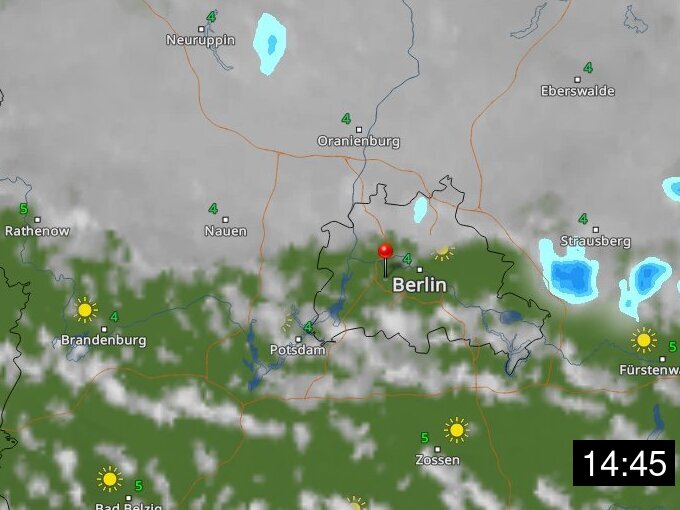 4
Neuruppin
4
Eberswalde
4
Oranienburg
5
Rathenow
4
Nauen
4
Strausberg
4
Berlin
4
Brandenburg
4
Potsdam
5
Fürstenwa
5
Zossen
14:45
5
Bad Belzig